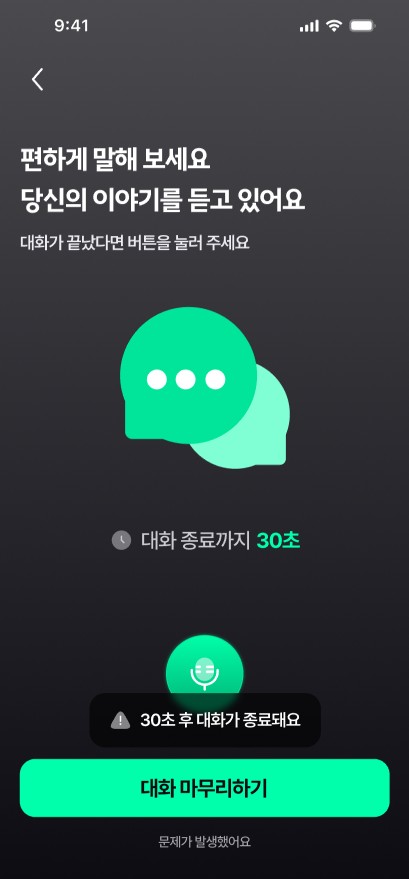 9:41
편하게 말해 보세요
당신의 이야기를 듣고 있어요
대화가 끝났다면 버튼을 눌러 주세요
대화 종료까지 30초
30초 후 대화가 종료돼요
대화 마무리하기
문제가 발생했어요